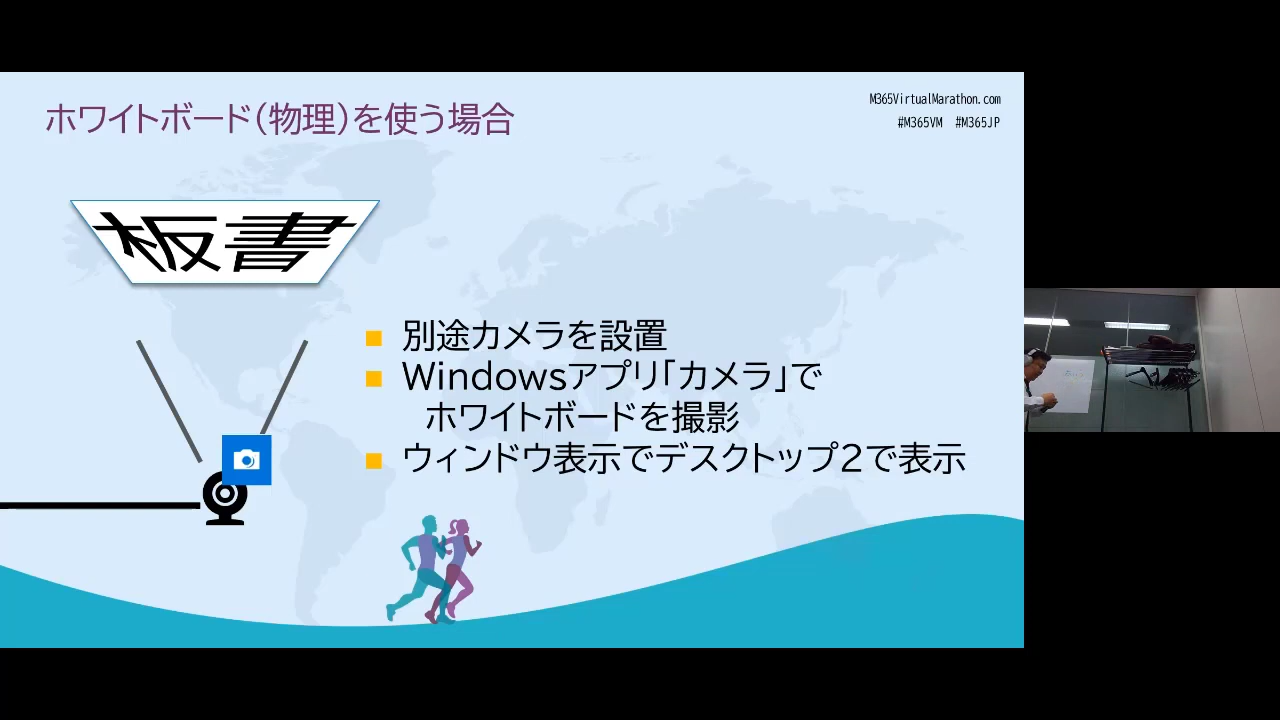 ホワイトボード(物理)を使う場合
M365VirtualMarathon.com
#M365VM #M365JP
板書
別途カメラを設置
Windowsアプリ「カメラ」で
ホワイトボードを撮影
ウィンドウ表示でデスクトップ2で表示